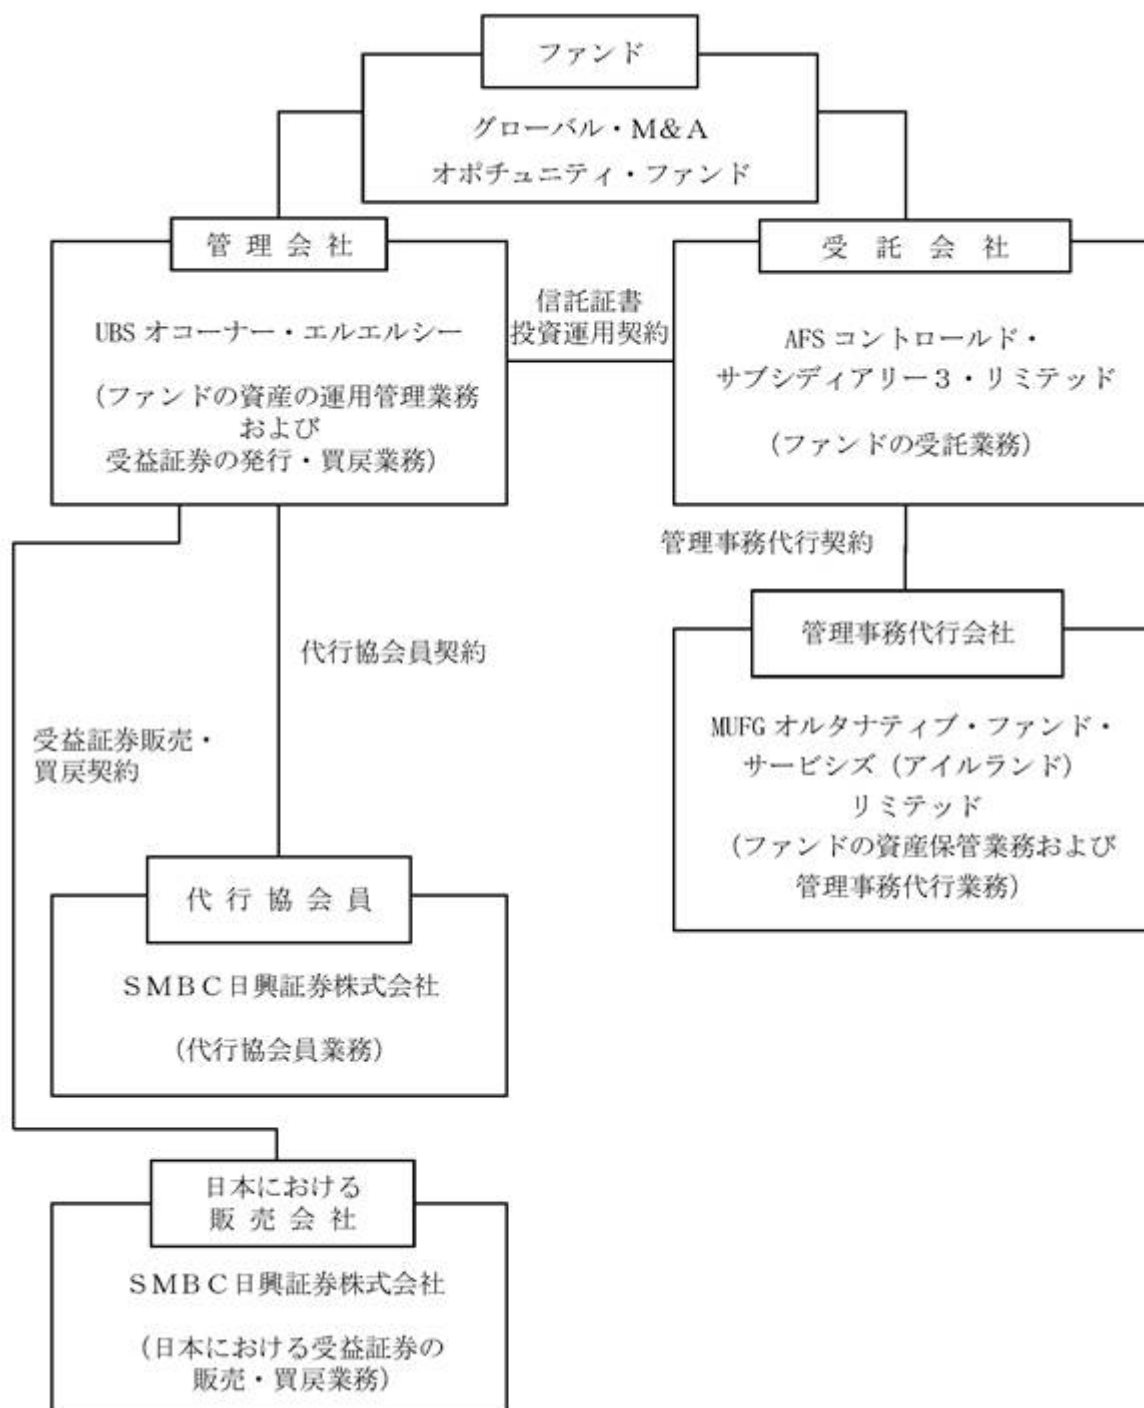 ファンド
グローバル・M&A
オポチュニティ・ファンド
管理会社
UBS オコーナー・エルエルシー
（ファンドの資産の運用管理業務
および
受益証券の発行・買戻業務）
信託証書
投資運用契約
受託会社
AFS コントロールド・
サブシディアリー３・リミテッド
（ファンドの受託業務）
管理事務代行契約
管理事務代行会社
MUFG オルタナティブ・ファンド・
サービシズ（アイルランド）
リミテッド
（ファンドの資産保管業務および
管理事務代行業務）
代行協会員契約
受益証券販売・
買戻契約
代行協会員
ＳＭＢＣ日興証券株式会社
（代行協会員業務）
日本における
販売会社
ＳＭＢＣ日興証券株式会社
（日本における受益証券の
販売・買戻業務）